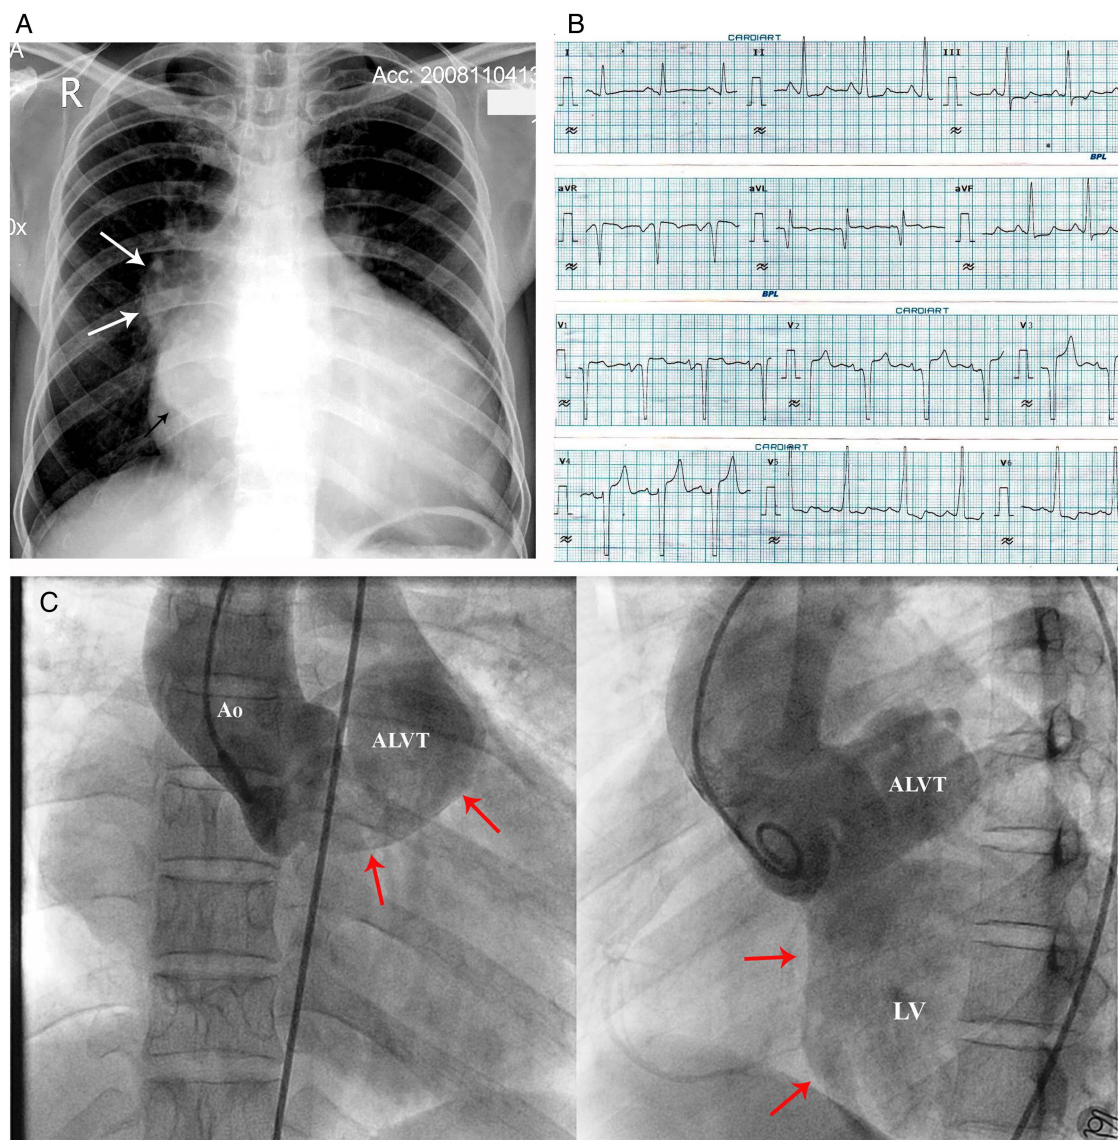 A
A
R
Acc: 2008110413
0x
B
CARDIART
I II III
BPL
aVR aVL aVF
BPL
CARDIART
V1 V2 V3
CARDIART
V4 V5 V6
C
Ao
ALVT
ALVT
LV